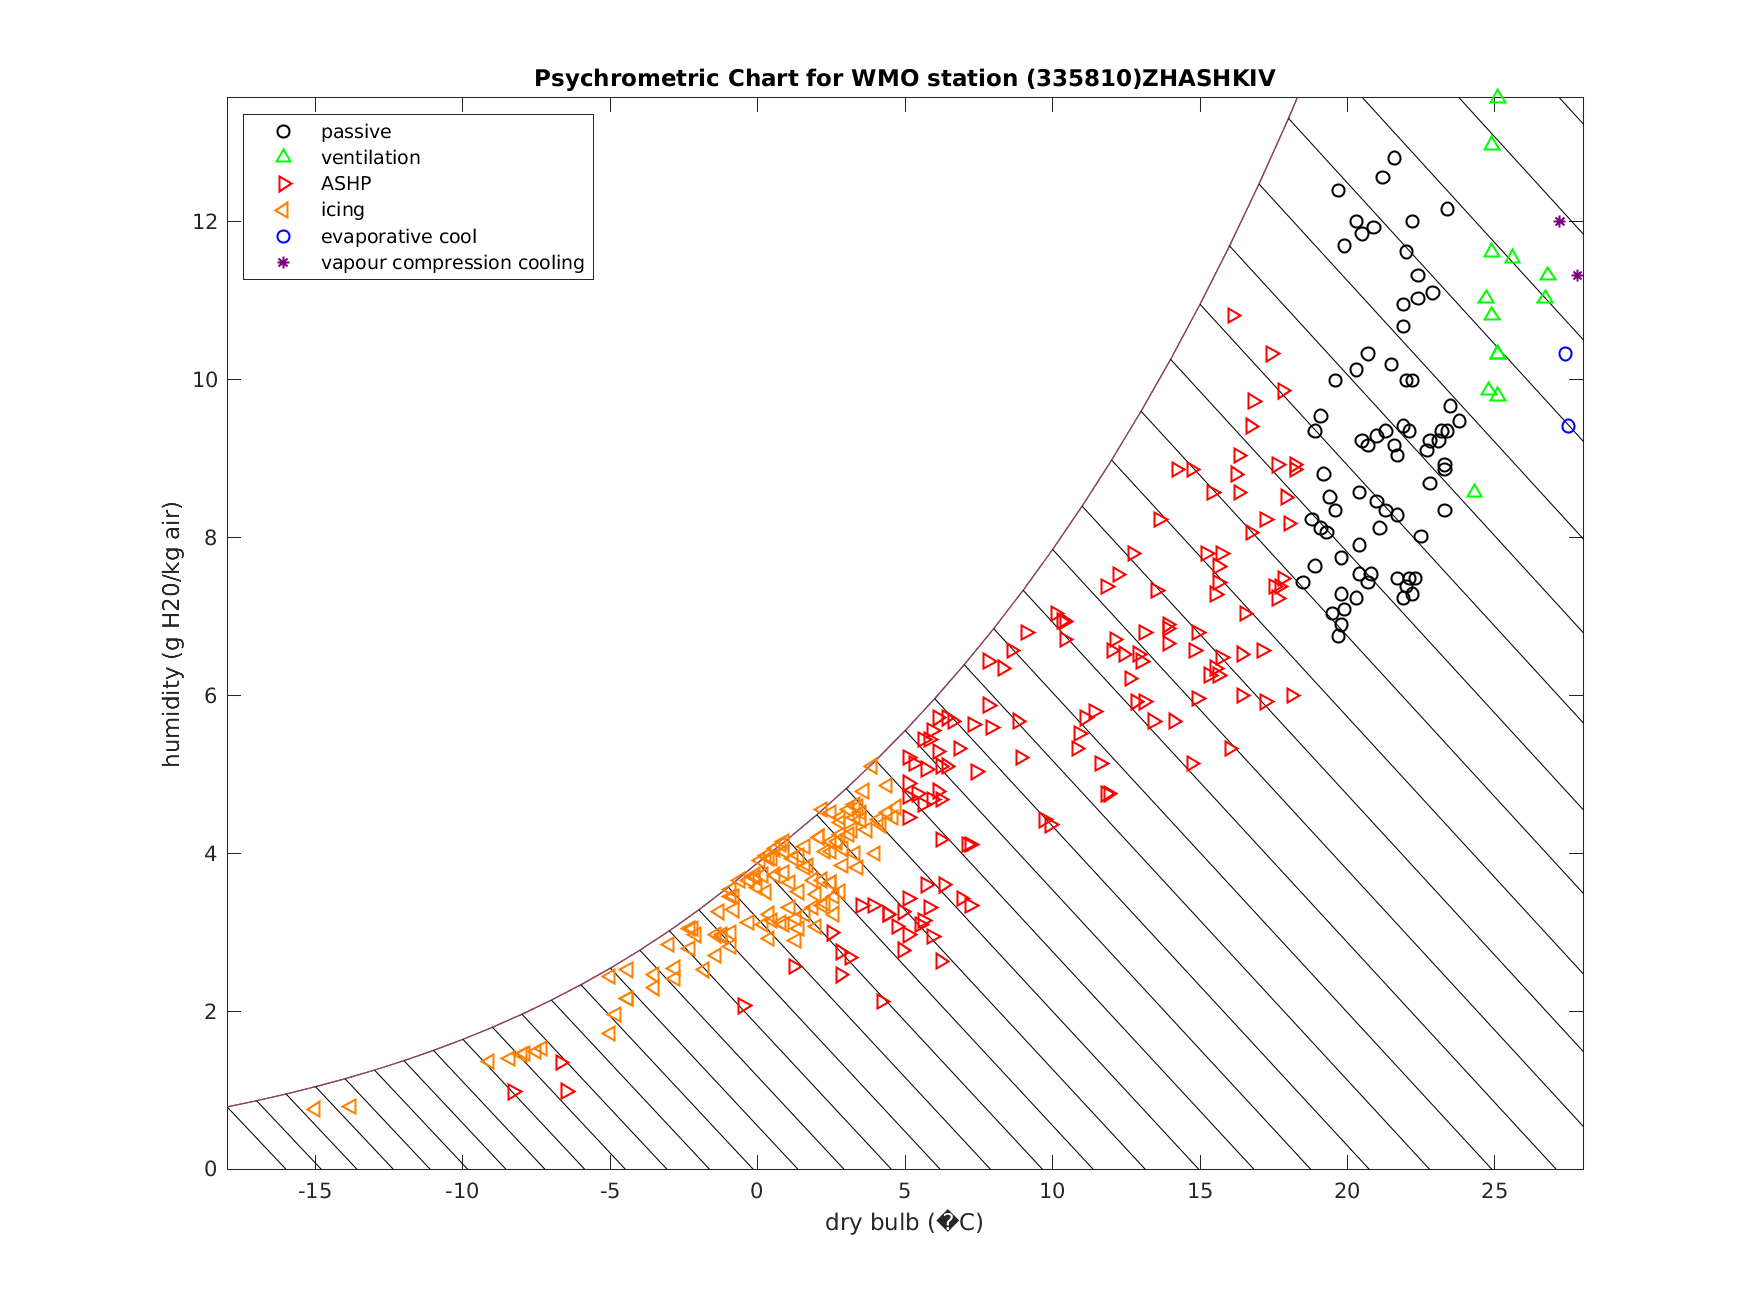 Psychrometric Chart for WMO station (335810)ZHASHKIV
passive
ventilation
ASHP
icing
evaporative cool
vapour compression cooling
12
10
8
6
4
2
0
humidity (g H20/kg air)
-15 -10 -5 0 5 10 15 20 25
dry bulb (�C)